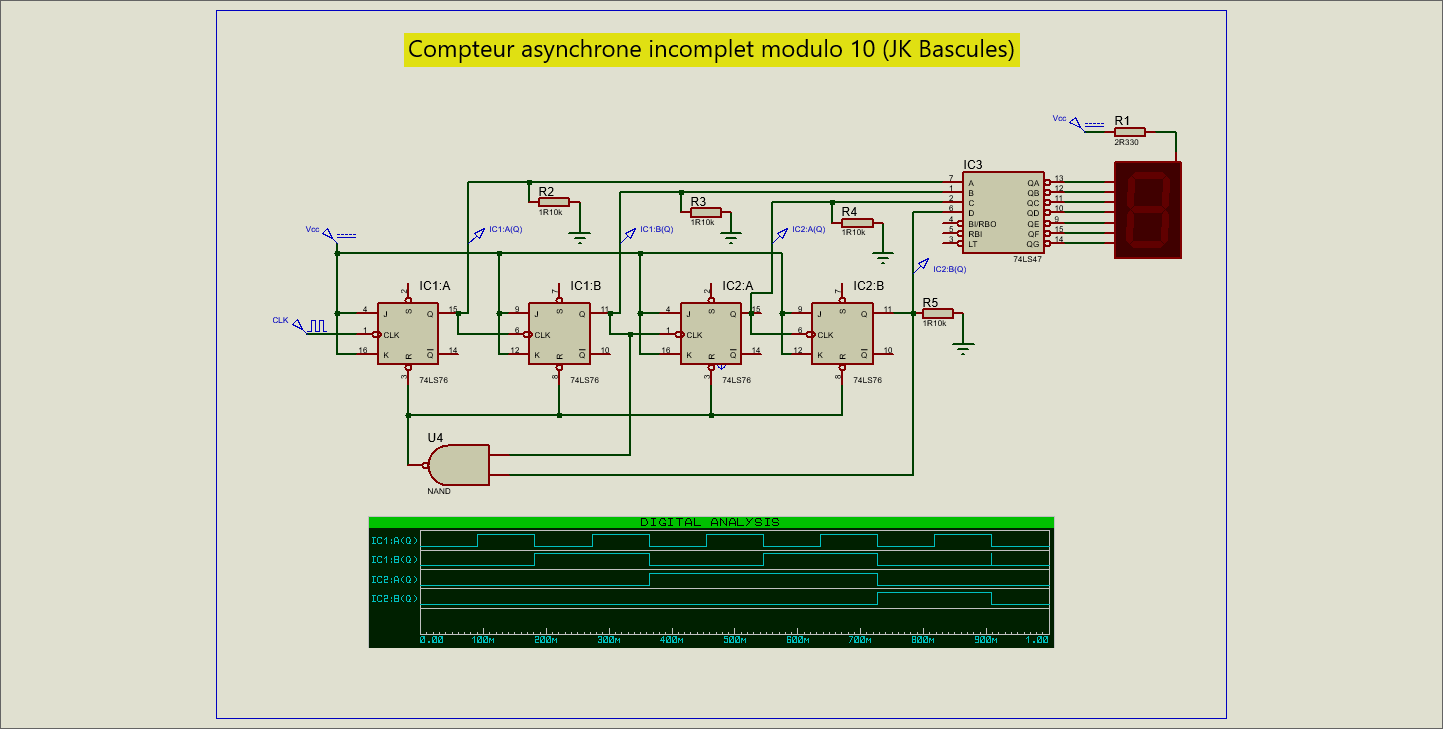 Compteur asynchrone incomplet modulo 10 (JK Bascules)
Vcc
R1
2R330
IC3
7 A QA 13
1 B QB 12
2 C QC 11
6 D QD 10
4 BI/RBO QE 9
5 RBI QF 15
3 LT QG 14
74LS47
R2
1R10k
R3
1R10k
R4
1R10k
Vcc
IC1:A(Q)
IC1:B(Q)
IC2:A(Q)
IC2:B(Q)
IC1:A
IC1:B
IC2:A
IC2:B
2
7
2
7
R5
1R10k
CLK
4 J S Q 15
1 CLK
16 K R Q 14
3
74LS76
9 J S Q 11
6 CLK
12 K R Q 10
8
74LS76
4 J S Q 15
1 CLK
16 K R Q 14
3
74LS76
9 J S Q 11
6 CLK
12 K R Q 10
8
74LS76
U4
NAND
DIGITAL ANALYSIS
IC1:A(Q)
IC1:B(Q)
IC2:A(Q)
IC2:B(Q)
0.00 100M 200M 300M 400M 500M 600M 700M 800M 900M 1.00